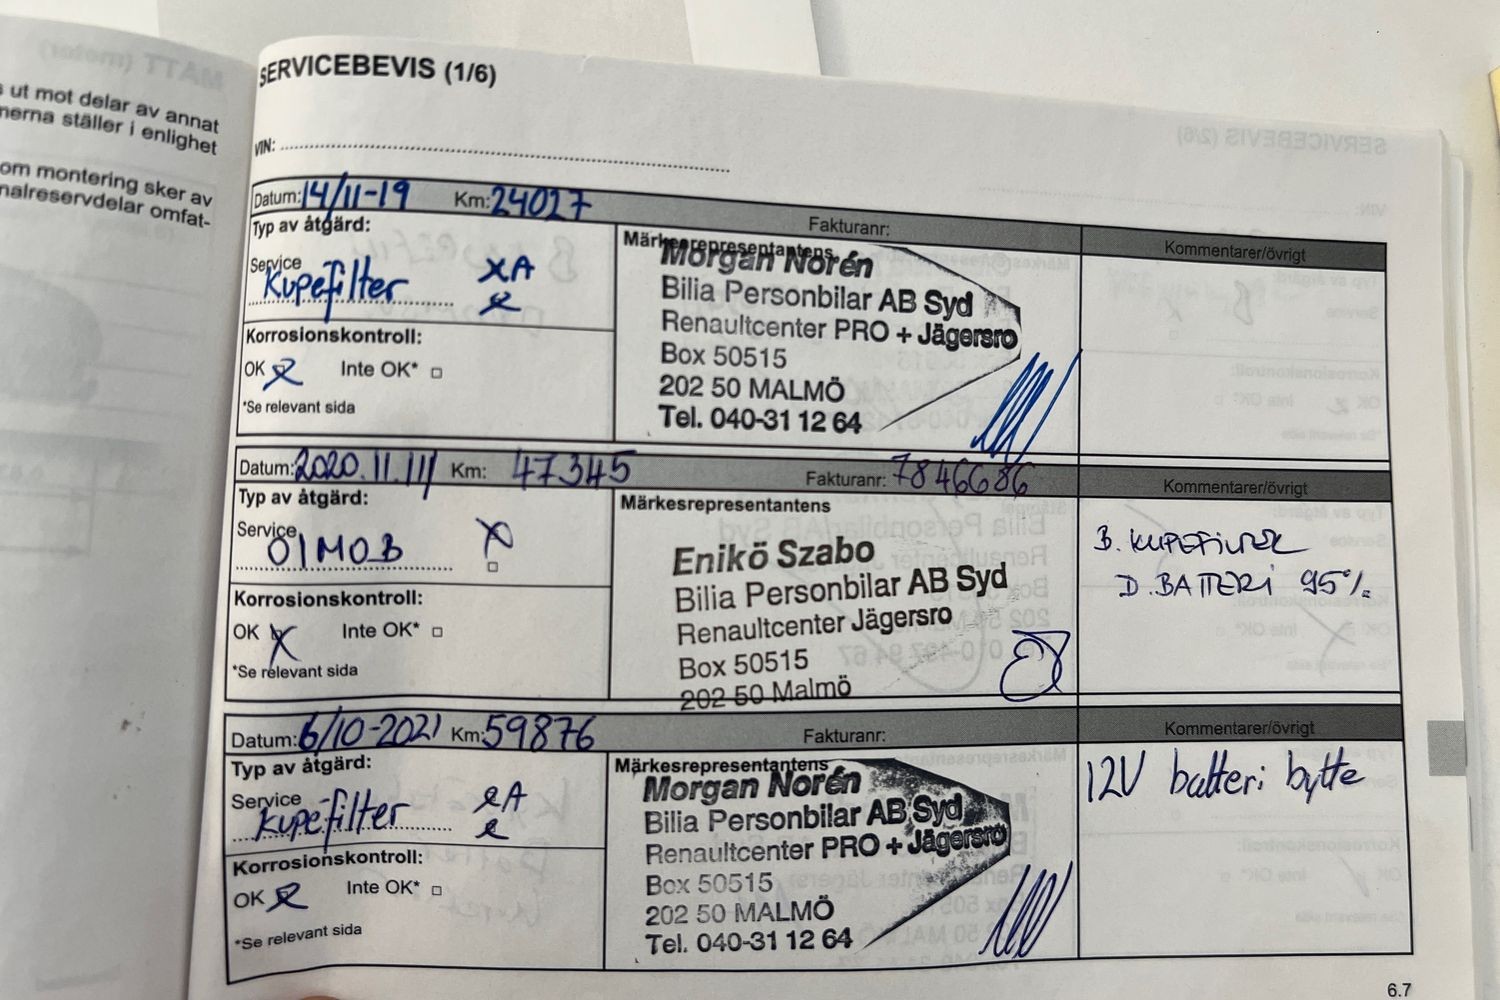 s ut mot delar av annat
nerna ställer i enlighet
om montering sker av
nalreservdelar omfat-
SERVICEBEVIS (1/6)
VIN:
Datum: 14/11-19 Km: 24027 Fakturanr:
Kommentarer/övrigt
Typ av åtgärd:
Service XA
Kupefilter
Korrosionskontroll:
OK Inte OK*
*Se relevant sida
Märkesrepresentantens
Morgan Norén
Bilia Personbilar AB Syd
Renaultcenter PRO + Jägersro
Box 50515
202 50 MALMÖ
Tel. 040-31 12 64
Datum: 2020.11.11 Km: 47345 Fakturanr: 7846686
Kommentarer/övrigt
Typ av åtgärd:
Service
Korrosionskontroll:
OK X Inte OK*
*Se relevant sida
Märkesrepresentantens
Enikö Szabo
Bilia Personbilar AB Syd
Renaultcenter Jägersro
Box 50515
202 50 Malmö
B. KUPEFILTER
D. BATTERI 95%
Datum: 6/10-2021 Km: 59876 Fakturanr:
Kommentarer/övrigt
Typ av åtgärd:
Service
Kupefilter
Korrosionskontroll:
OK Inte OK*
*Se relevant sida
Märkesrepresentantens
Morgan Norén
Bilia Personbilar AB Syd
Renaultcenter PRO + Jägersro
Box 50515
202 50 MALMÖ
Tel. 040-31 12 64
12V batteri bytte
6.7